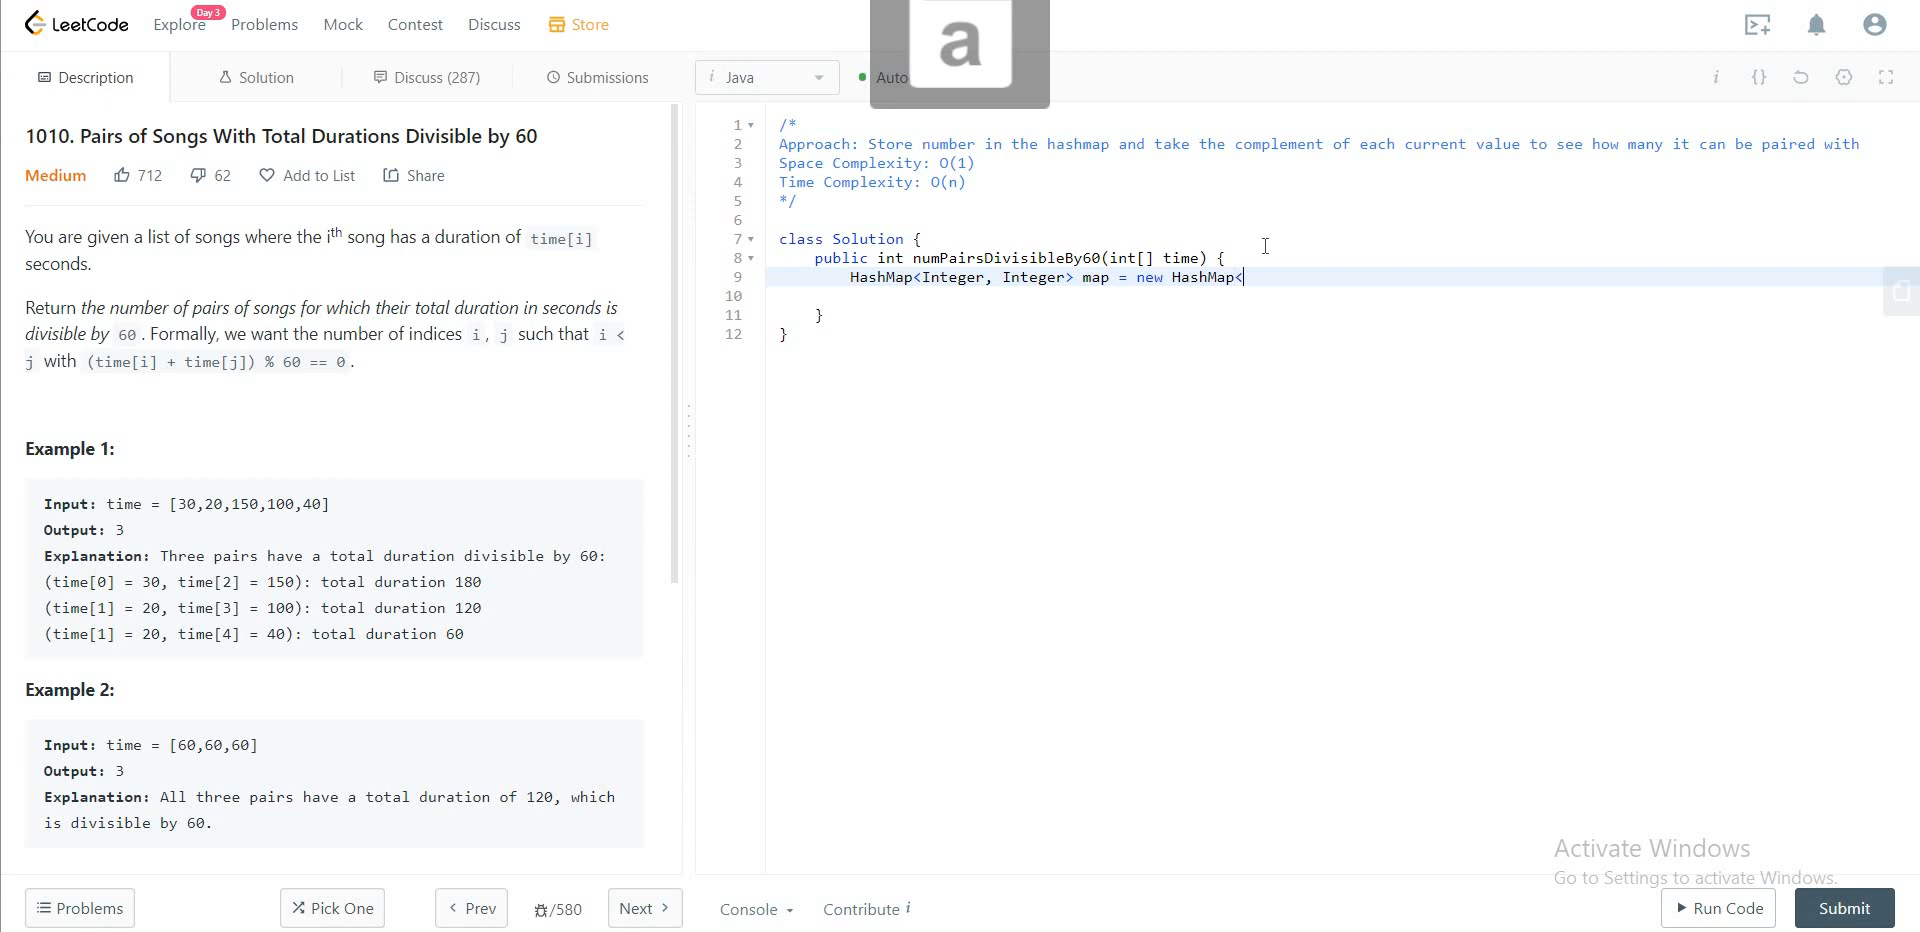 LeetCode Explore Day 3 Problems Mock Contest Discuss Store
a
Description Solution Discuss (287) Submissions
i Java Auto
i {}
1010. Pairs of Songs With Total Durations Divisible by 60
Medium 712 62 Add to List Share
You are given a list of songs where the ith song has a duration of time[i]
seconds.
Return the number of pairs of songs for which their total duration in seconds is
divisible by 60. Formally, we want the number of indices i, j such that i <
j with (time[i] + time[j]) % 60 == 0.
Example 1:
Input: time = [30,20,150,100,40]
Output: 3
Explanation: Three pairs have a total duration divisible by 60:
(time[0] = 30, time[2] = 150): total duration 180
(time[1] = 20, time[3] = 100): total duration 120
(time[1] = 20, time[4] = 40): total duration 60
Example 2:
Input: time = [60,60,60]
Output: 3
Explanation: All three pairs have a total duration of 120, which
is divisible by 60.
1 /*
2 Approach: Store number in the hashmap and take the complement of each current value to see how many it can be paired with
3 Space Complexity: O(1)
4 Time Complexity: O(n)
5 */
6
7 class Solution {
8 public int numPairsDivisibleBy60(int[] time) {
9 HashMap<Integer, Integer> map = new HashMap<
10
11 }
12 }
Activate Windows
Go to Settings to activate Windows.
Problems Pick One < Prev /580 Next > Console Contribute i Run Code Submit